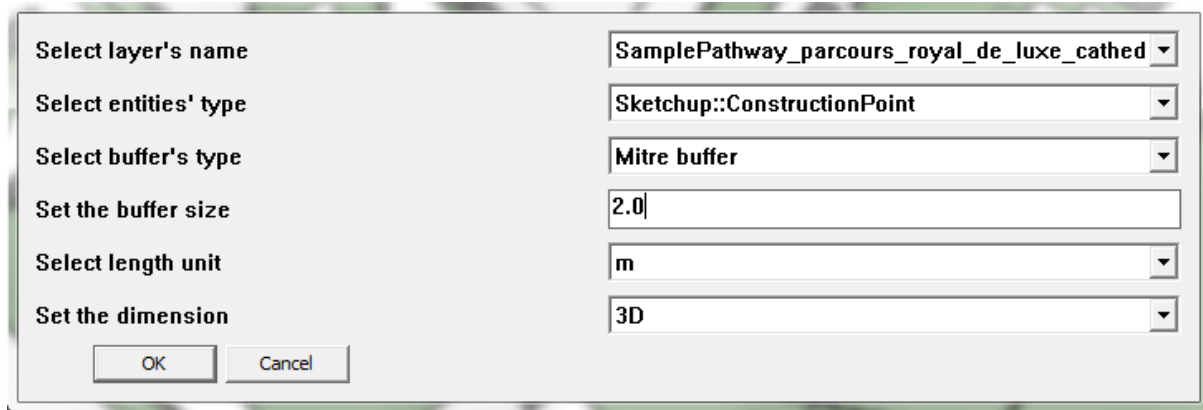 Select layer's name SamplePathway_parcours_royal_de_luxe_cathed
Select entities' type Sketchup::ConstructionPoint
Select buffer's type Mitre buffer
Set the buffer size 2.0
Select length unit m
Set the dimension 3D
OK Cancel